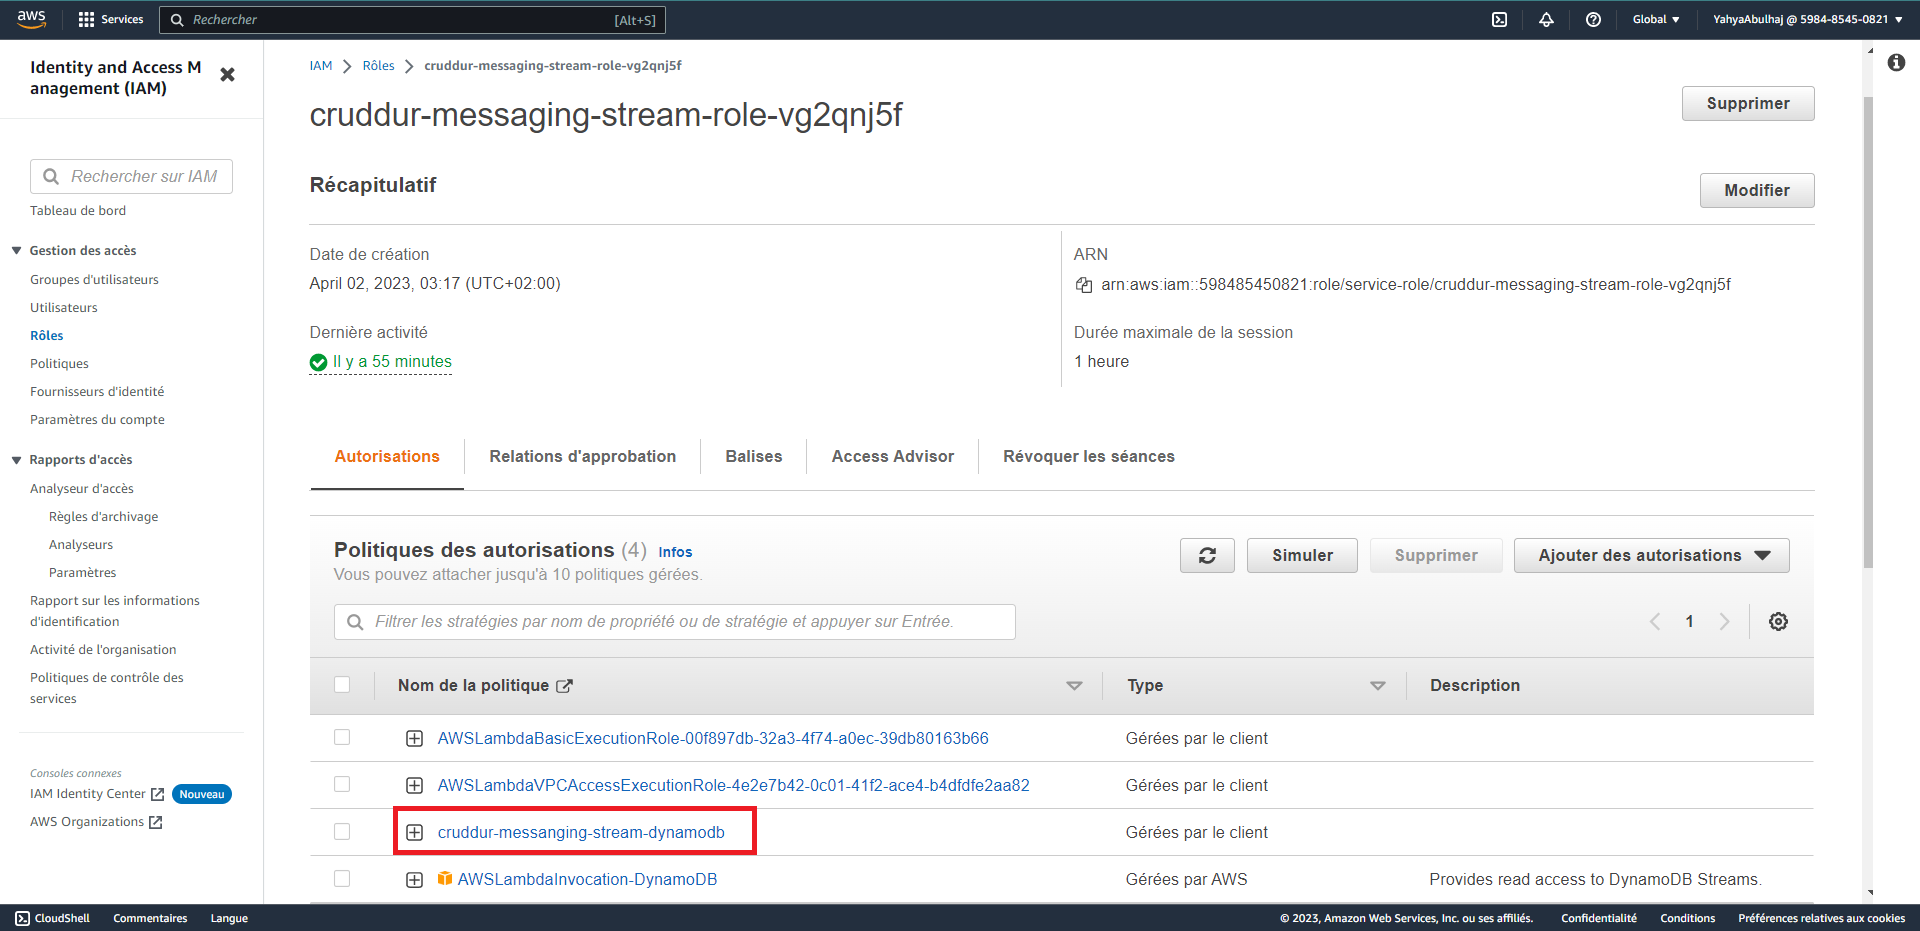 aws
Services
Rechercher
[Alt+S]
Global
YahyaAbulhaj @ 5984-8545-0821
Identity and Access M
anagement (IAM)
Rechercher sur IAM
Tableau de bord
Gestion des accès
Groupes d'utilisateurs
Utilisateurs
Rôles
Politiques
Fournisseurs d'identité
Paramètres du compte
Rapports d'accès
Analyseur d'accès
Règles d'archivage
Analyseurs
Paramètres
Rapport sur les informations
d'identification
Activité de l'organisation
Politiques de contrôle des
services
Consoles connexes
IAM Identity Center
Nouveau
AWS Organizations
IAM
Rôles
cruddur-messaging-stream-role-vg2qnj5f
cruddur-messaging-stream-role-vg2qnj5f
Supprimer
Récapitulatif
Modifier
Date de création
April 02, 2023, 03:17 (UTC+02:00)
ARN
arn:aws:iam::598485450821:role/service-role/cruddur-messaging-stream-role-vg2qnj5f
Dernière activité
Il y a 55 minutes
Durée maximale de la session
1 heure
Autorisations
Relations d'approbation
Balises
Access Advisor
Révoquer les séances
Politiques des autorisations (4) Infos
Vous pouvez attacher jusqu'à 10 politiques gérées.
Simuler
Supprimer
Ajouter des autorisations
Filtrer les stratégies par nom de propriété ou de stratégie et appuyer sur Entrée.
1
Nom de la politique
Type
Description
AWSLambdaBasicExecutionRole-00f897db-32a3-4f74-a0ec-39db80163b66
Gérées par le client
AWSLambdaVPCAccessExecutionRole-4e2e7b42-0c01-41f2-ace4-b4dfdfe2aa82
Gérées par le client
cruddur-messanging-stream-dynamodb
Gérées par le client
AWSLambdaInvocation-DynamoDB
Gérées par AWS
Provides read access to DynamoDB Streams.
CloudShell
Commentaires
Langue
© 2023, Amazon Web Services, Inc. ou ses affiliés.
Confidentialité
Conditions
Préférences relatives aux cookies